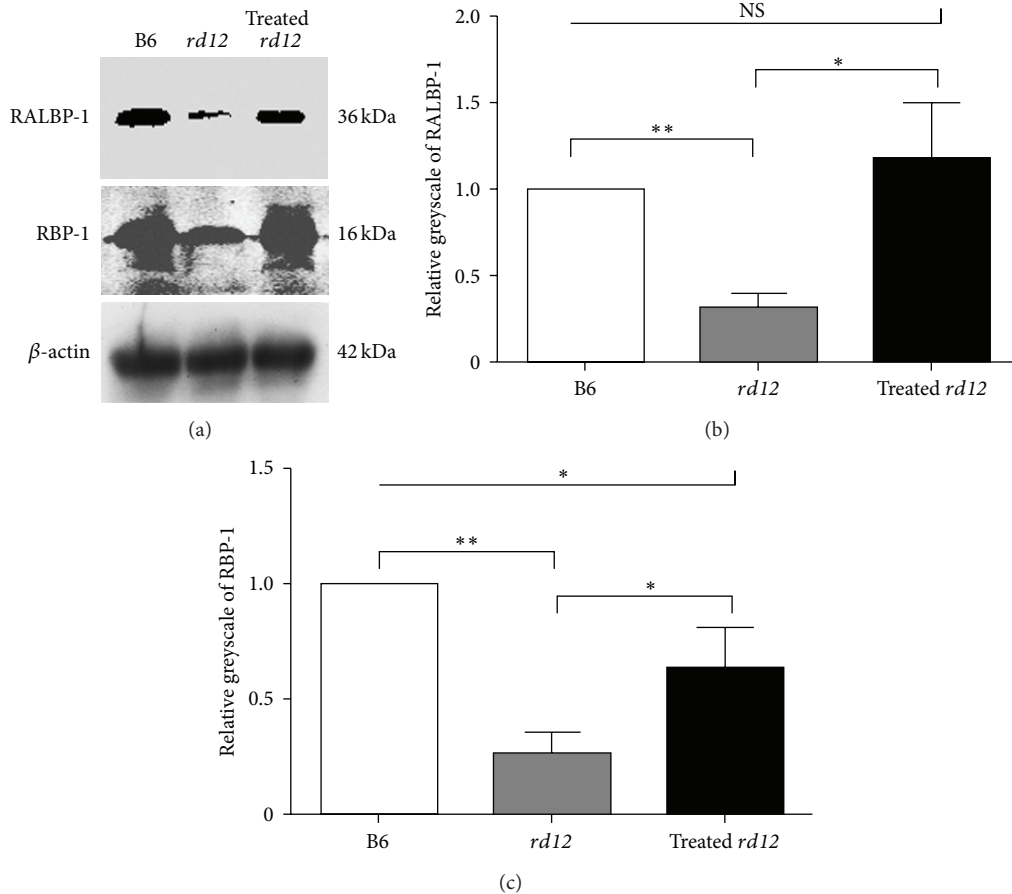 Treated
B6 rd12 rd12
RALBP-1 36 kDa
RBP-1 16 kDa
β-actin 42 kDa
(a)
2.0
1.5
1.0
0.5
0
Relative greyscale of RALBP-1
NS
*
**
B6 rd12 Treated rd12
(b)
1.5
1.0
0.5
0
Relative greyscale of RBP-1
*
**
*
B6 rd12 Treated rd12
(c)